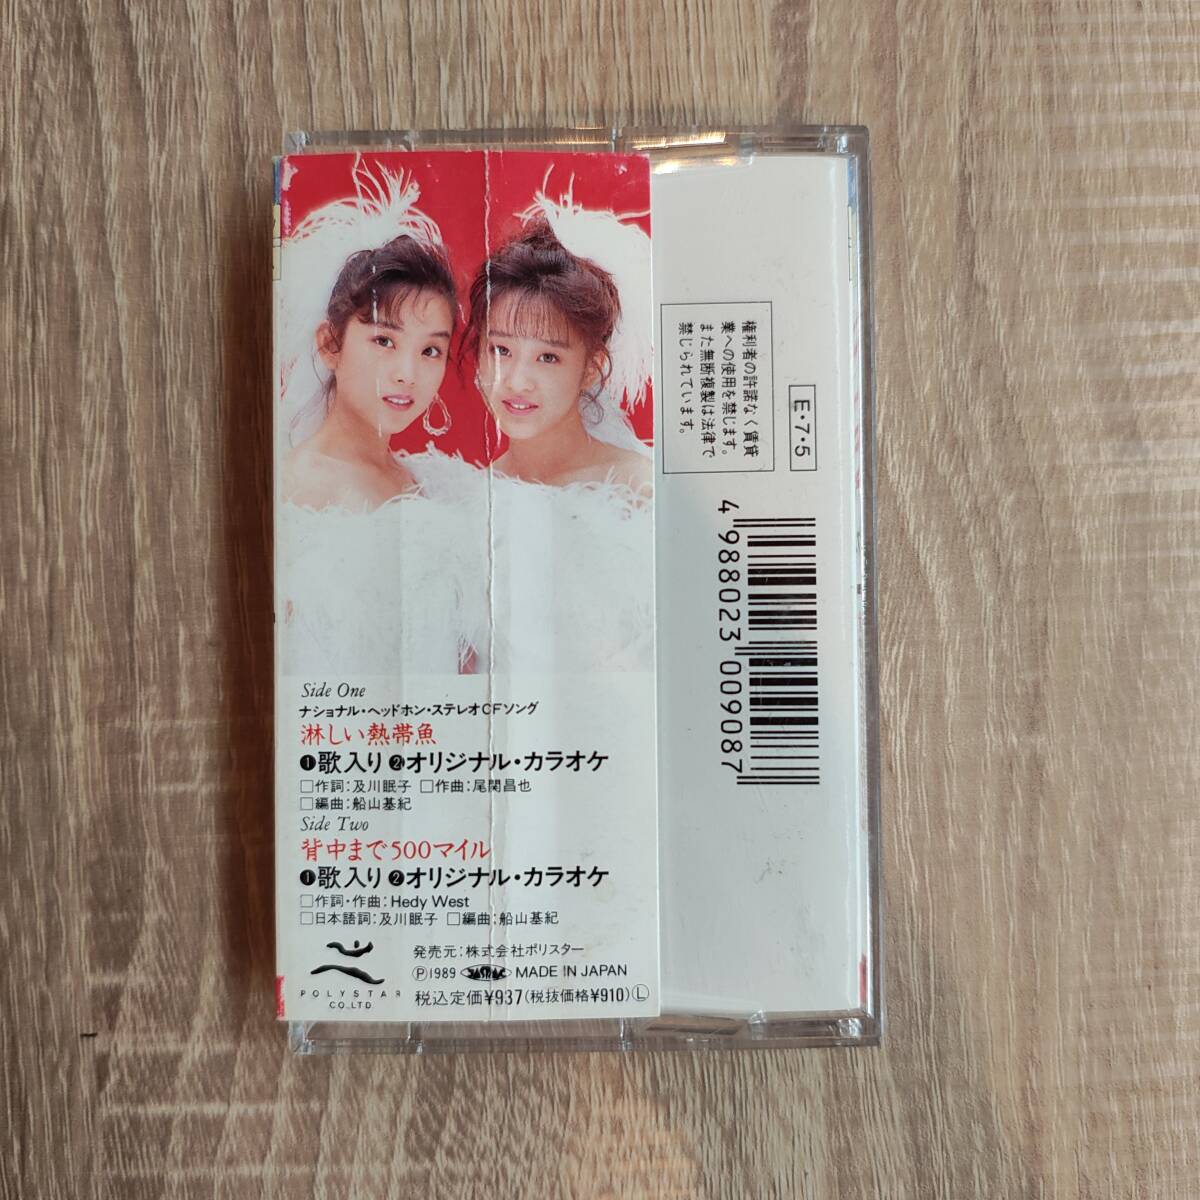 権利者の許諾なく賃貸
業への使用を禁じます。
また無断複製は法律で
禁じられています。
E・7・5
4 988023 009087
Side One
ナショナル・ヘッドホン・ステレオCFソング
淋しい熱帯魚
❶歌入り ❷オリジナル・カラオケ
□作詞:及川眠子 □作曲:尾関昌也
□編曲:船山基紀
Side Two
背中まで500マイル
❶歌入り ❷オリジナル・カラオケ
□作詞・作曲:Hedy West
□日本語詞:及川眠子 □編曲:船山基紀
POLYSTAR
CO.,LTD.
発売元:株式会社ポリスター
Ⓟ1989 JASRAC MADE IN JAPAN
税込定価¥937(税抜価格¥910)Ⓛ